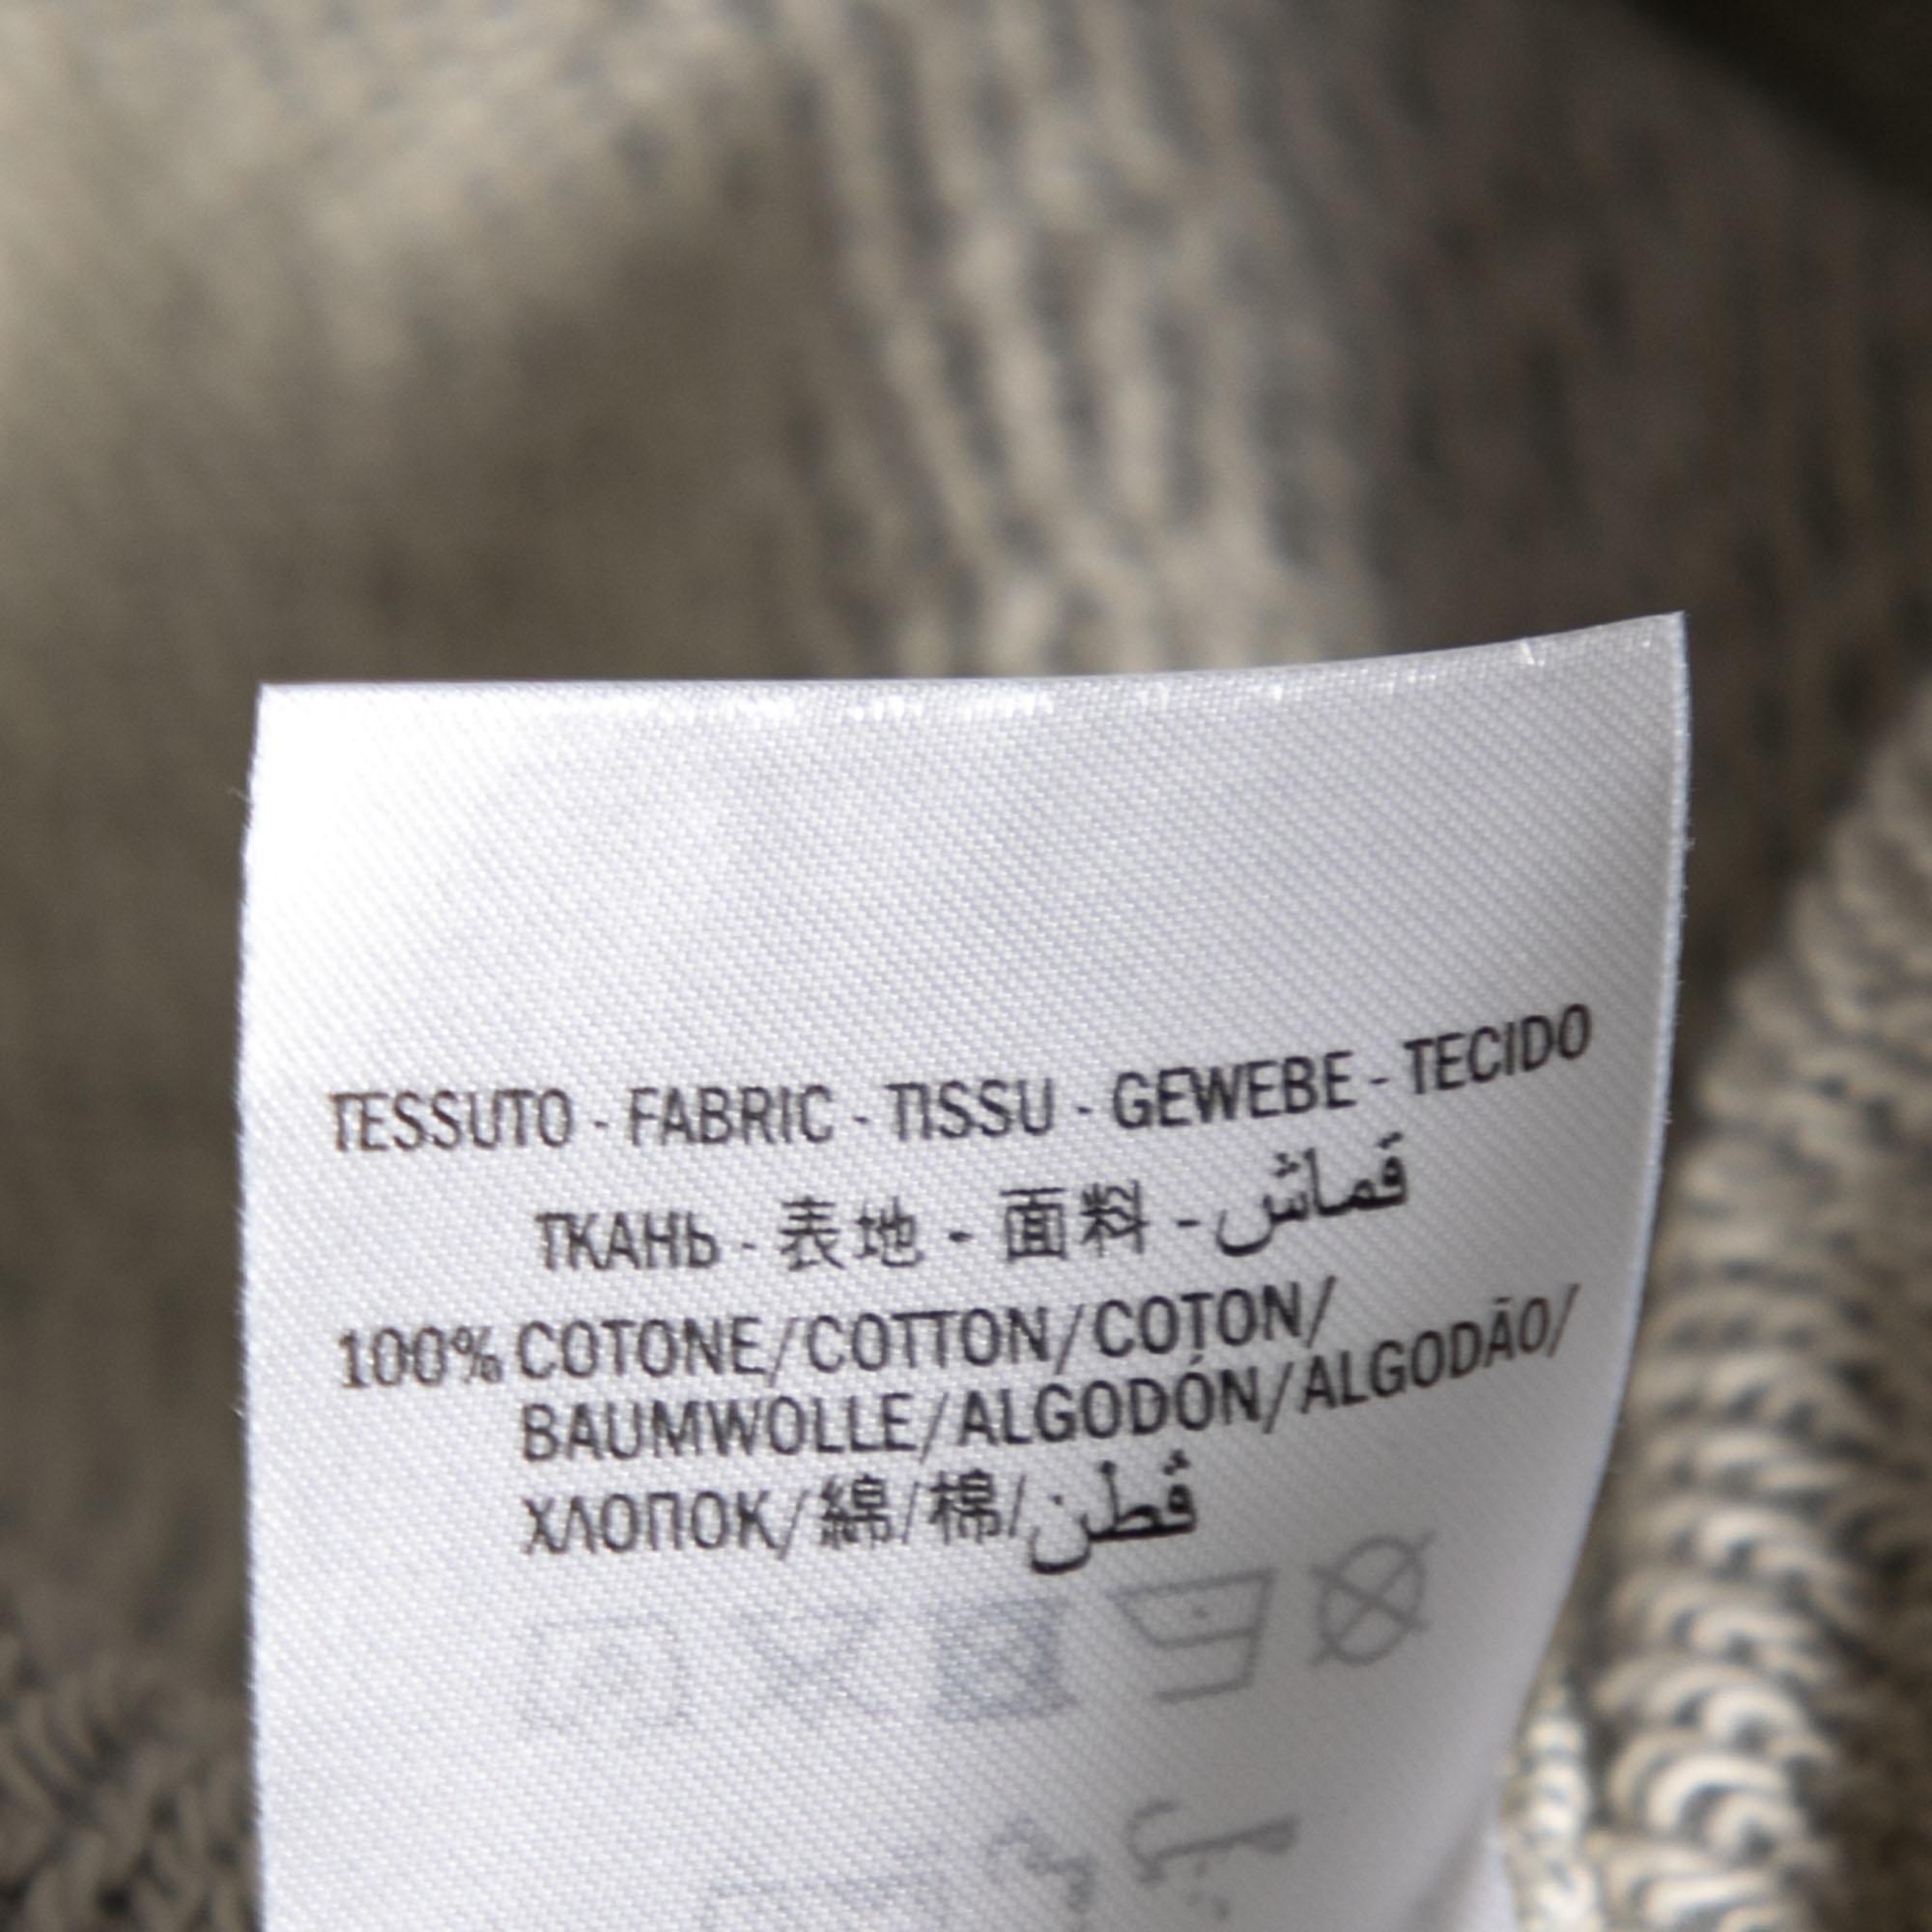 TESSUTO - FABRIC - TISSU - GEWEBE - TECIDO
ТКАНЬ - 表地 - 面料 - قماش
100% COTONE/COTTON/COTON/
BAUMWOLLE/ALGODÓN/ALGODÃO/
ХЛОПОК/綿/棉/قطن